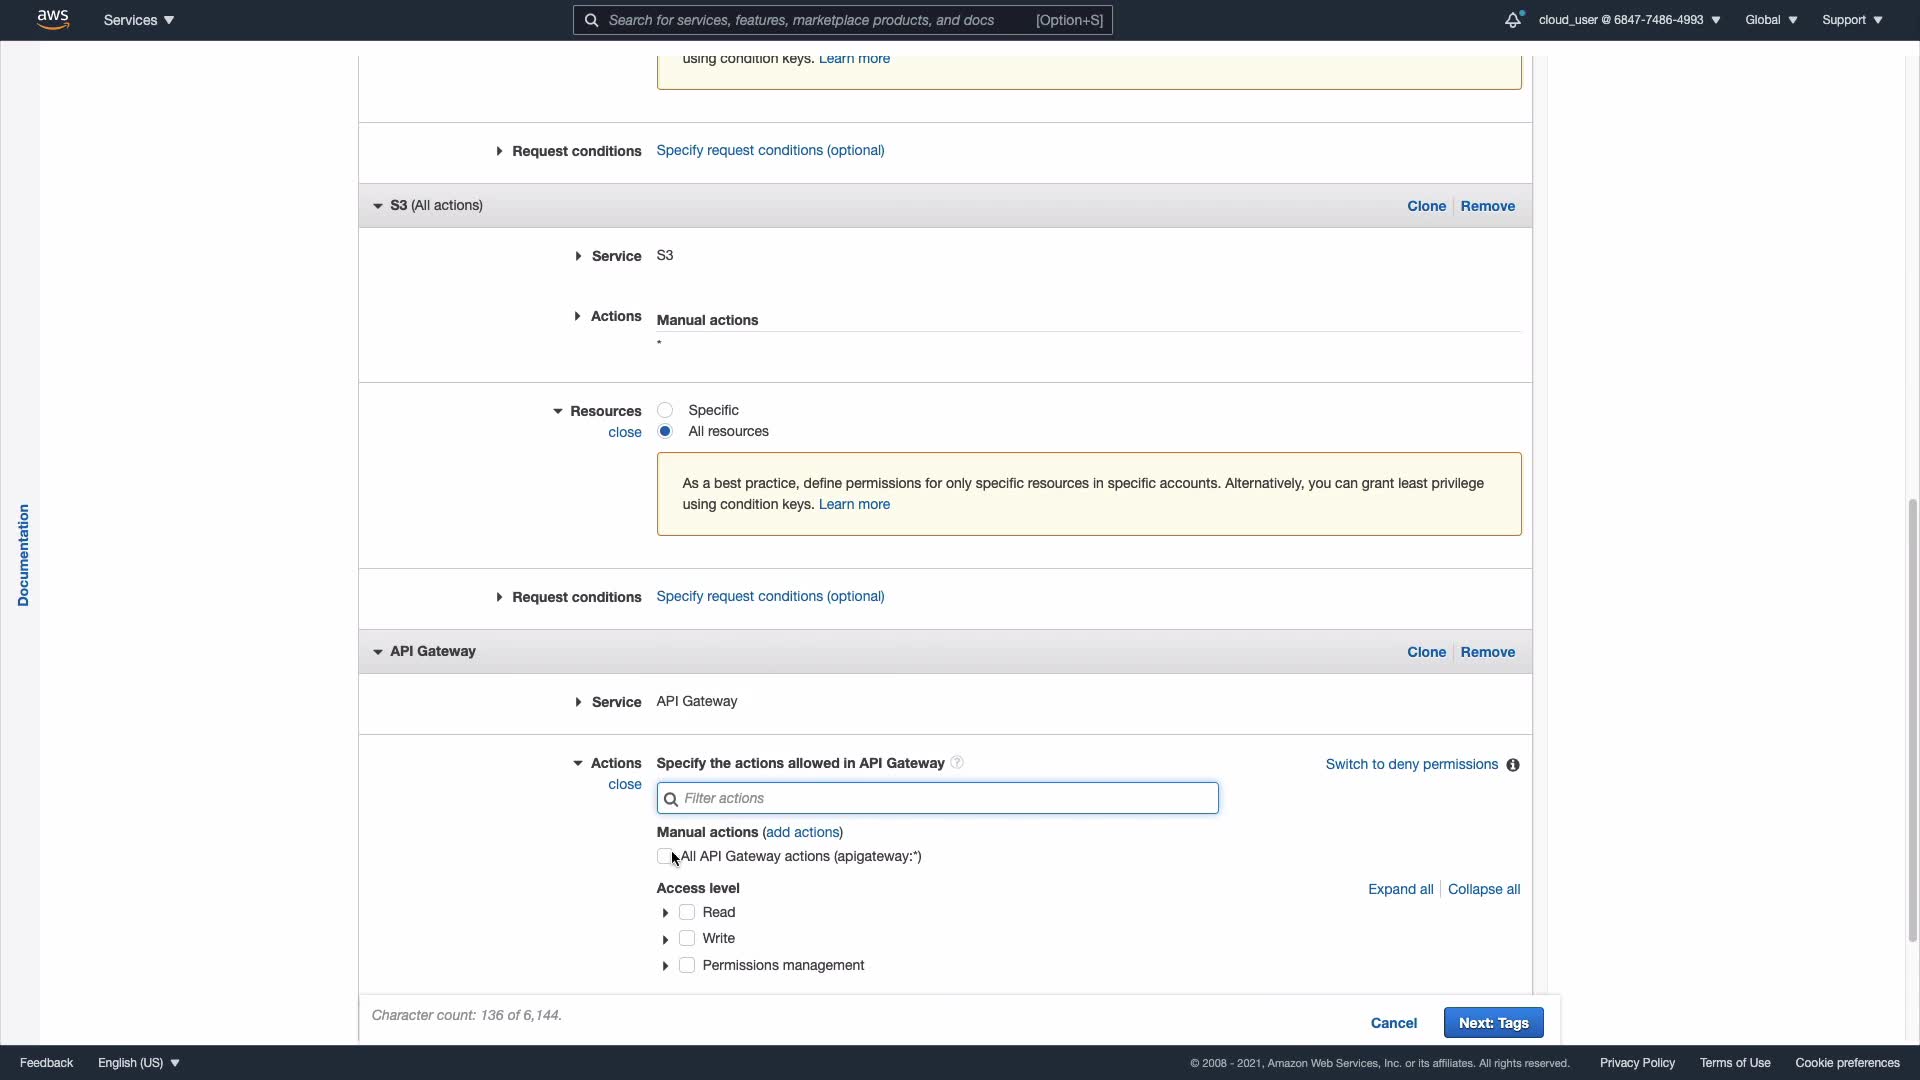 aws
Services ▼
Search for services, features, marketplace products, and docs [Option+S]
cloud_user @ 6847-7486-4993 ▼
Global ▼
Support ▼
using condition keys. Learn more
Request conditions
Specify request conditions (optional)
S3 (All actions)
Clone
Remove
Service
S3
Actions
Manual actions
*
Resources
close
Specific
All resources
As a best practice, define permissions for only specific resources in specific accounts. Alternatively, you can grant least privilege
using condition keys. Learn more
Documentation
Request conditions
Specify request conditions (optional)
API Gateway
Clone
Remove
Service
API Gateway
Actions
close
Specify the actions allowed in API Gateway ?
Switch to deny permissions i
Filter actions
Manual actions (add actions)
All API Gateway actions (apigateway:*)
Access level
Expand all
Collapse all
Read
Write
Permissions management
Character count: 136 of 6,144.
Cancel
Next: Tags
Feedback
English (US) ▼
© 2008 - 2021, Amazon Web Services, Inc. or its affiliates. All rights reserved.
Privacy Policy
Terms of Use
Cookie preferences